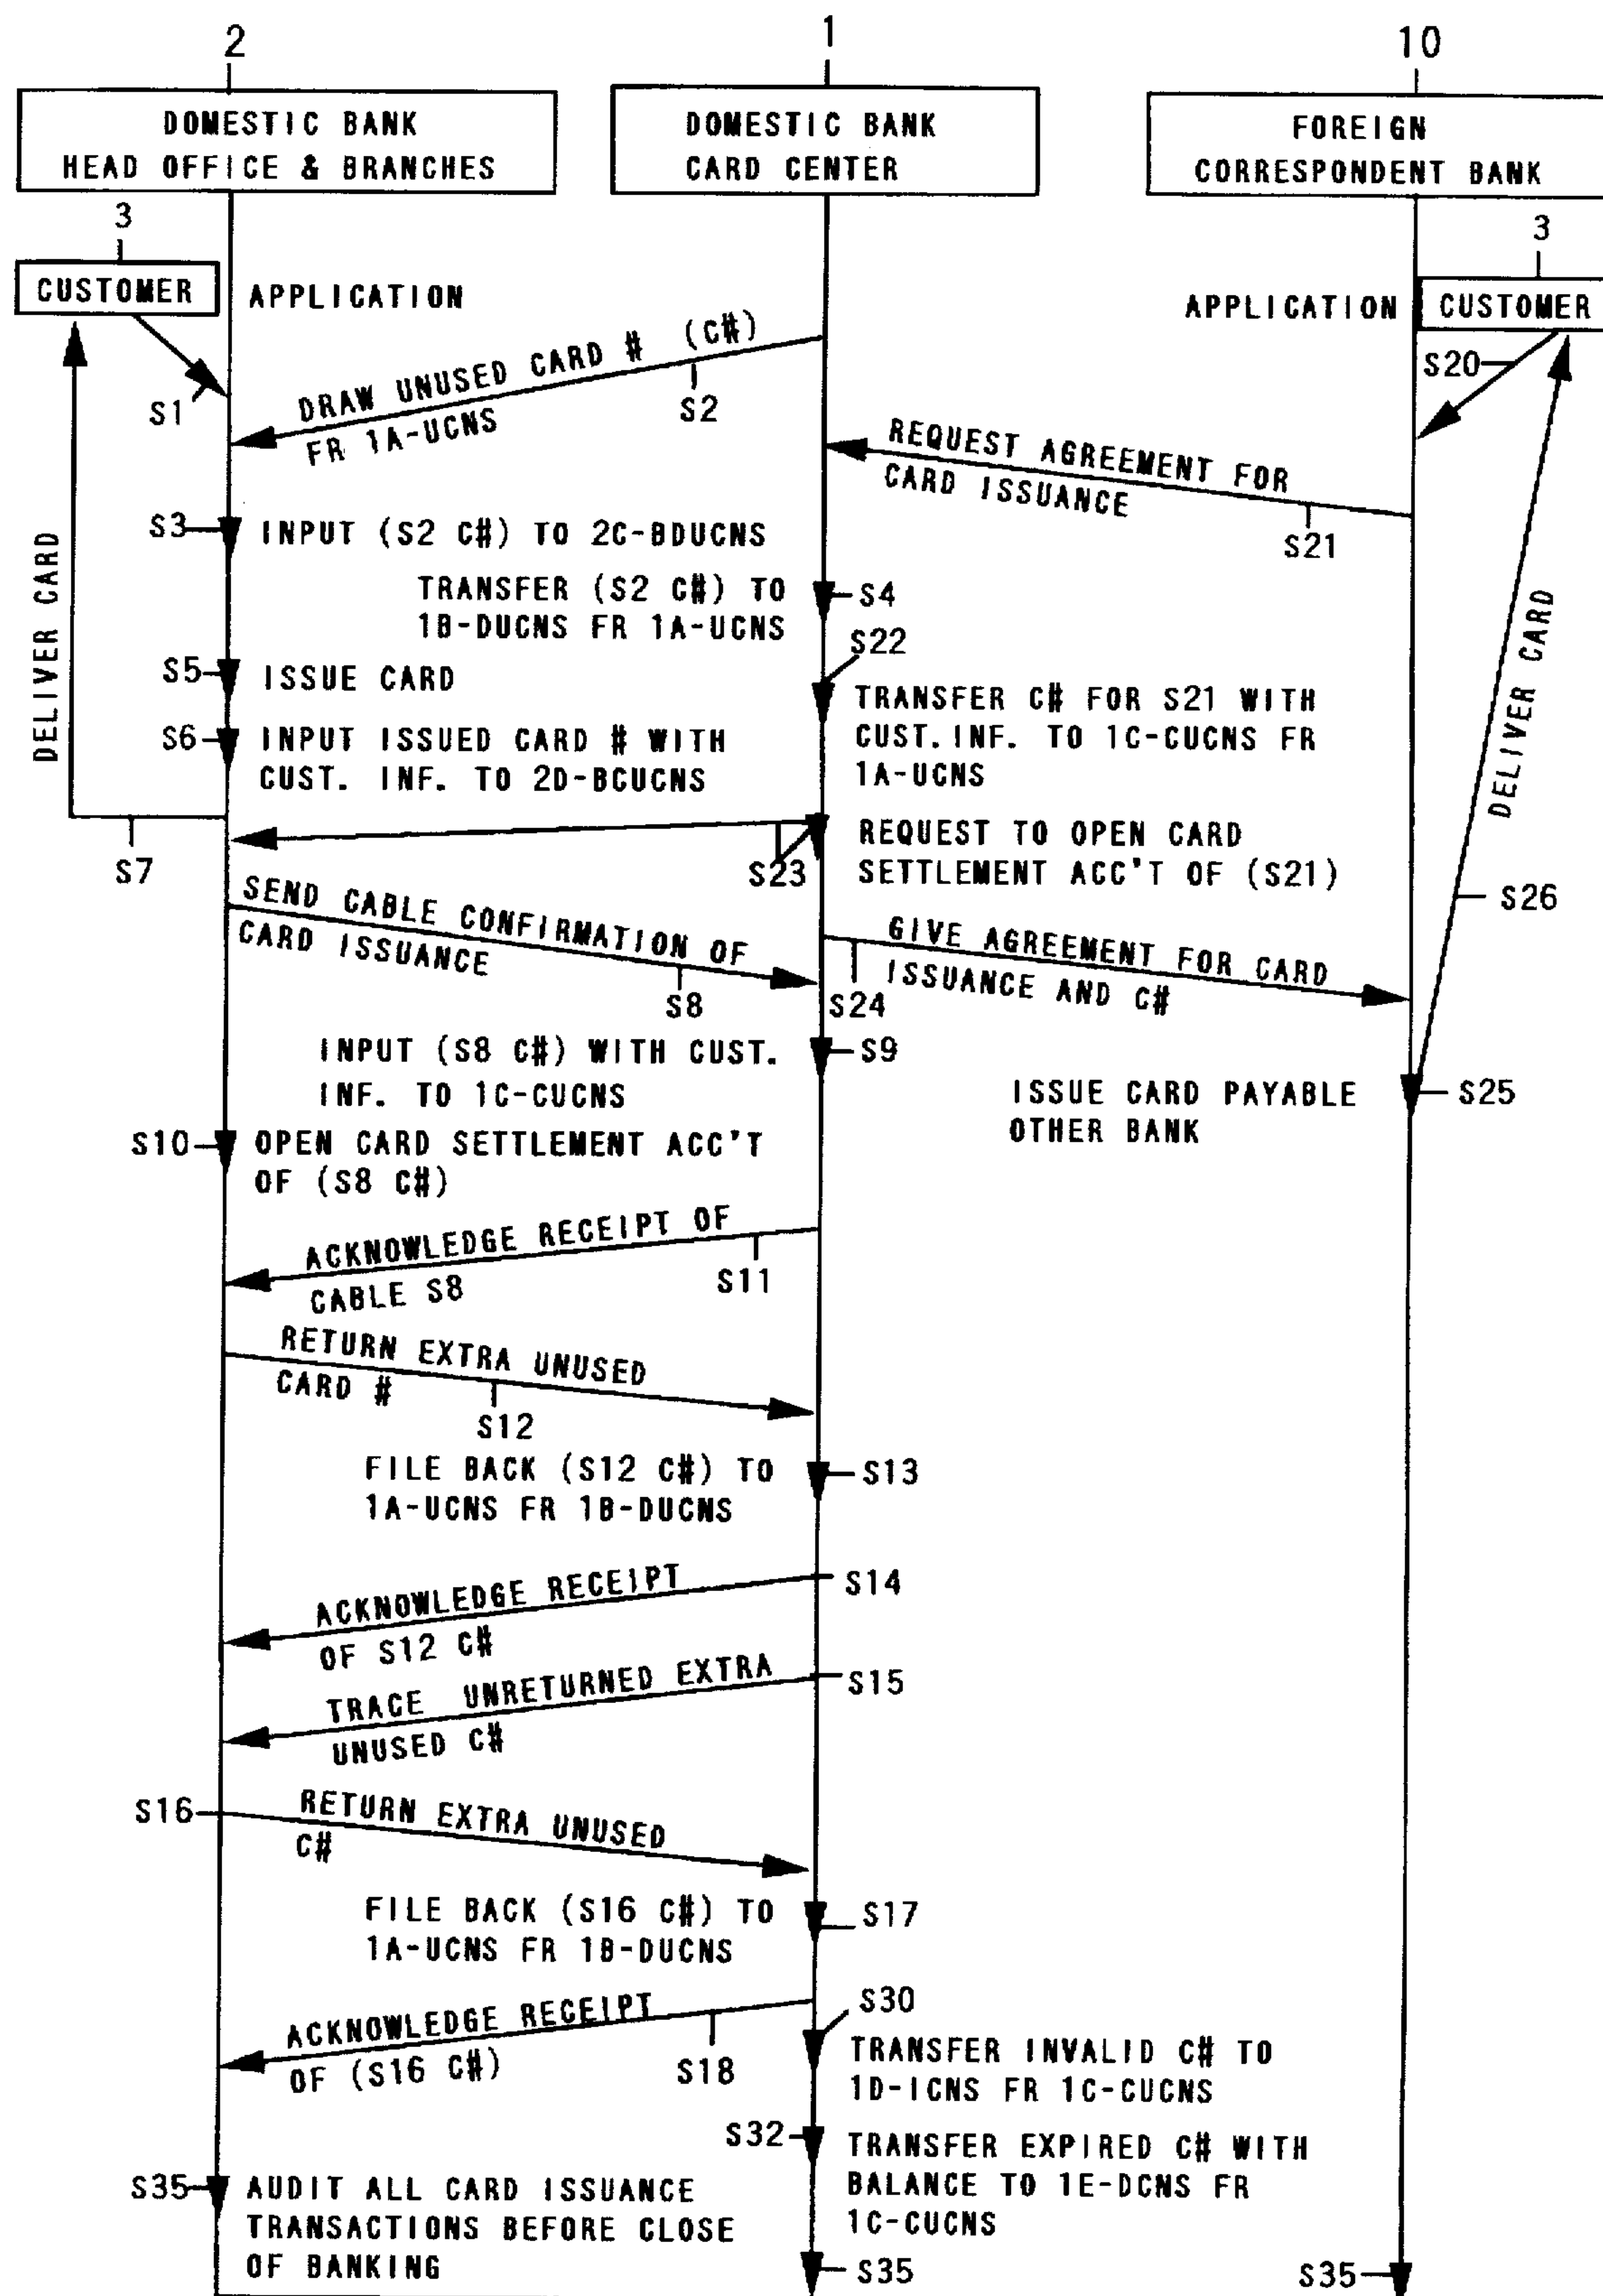 2
1
10
DOMESTIC BANK
HEAD OFFICE & BRANCHES
DOMESTIC BANK
CARD CENTER
FOREIGN
CORRESPONDENT BANK
3
3
CUSTOMER
APPLICATION
APPLICATION
CUSTOMER
S1
DRAW UNUSED CARD # (C#)
FR 1A-UCNS
S2
S20
REQUEST AGREEMENT FOR
CARD ISSUANCE
S21
S3
INPUT (S2 C#) TO 2C-BDUCNS
TRANSFER (S2 C#) TO
1B-DUCNS FR 1A-UCNS
S4
S22
S5
ISSUE CARD
TRANSFER C# FOR S21 WITH
CUST. INF. TO 1C-CUCNS FR
1A-UCNS
S6
INPUT ISSUED CARD # WITH
CUST. INF. TO 2D-BCUCNS
DELIVER CARD
DELIVER CARD
S7
S23
REQUEST TO OPEN CARD
SETTLEMENT ACC'T OF (S21)
S26
SEND CABLE CONFIRMATION OF
CARD ISSUANCE
S8
GIVE AGREEMENT FOR CARD
ISSUANCE AND C#
S24
INPUT (S8 C#) WITH CUST.
INF. TO 1C-CUCNS
S9
ISSUE CARD PAYABLE
OTHER BANK
S25
S10
OPEN CARD SETTLEMENT ACC'T
OF (S8 C#)
ACKNOWLEDGE RECEIPT OF
CABLE S8
S11
RETURN EXTRA UNUSED
CARD #
S12
FILE BACK (S12 C#) TO
1A-UCNS FR 1B-DUCNS
S13
ACKNOWLEDGE RECEIPT
OF S12 C#
S14
TRACE UNRETURNED EXTRA
UNUSED C#
S15
S16
RETURN EXTRA UNUSED
C#
FILE BACK (S16 C#) TO
1A-UCNS FR 1B-DUCNS
S17
ACKNOWLEDGE RECEIPT
OF (S16 C#)
S18
S30
TRANSFER INVALID C# TO
1D-ICNS FR 1C-CUCNS
S32
TRANSFER EXPIRED C# WITH
BALANCE TO 1E-DCNS FR
1C-CUCNS
S35
AUDIT ALL CARD ISSUANCE
TRANSACTIONS BEFORE CLOSE
OF BANKING
S35
S35